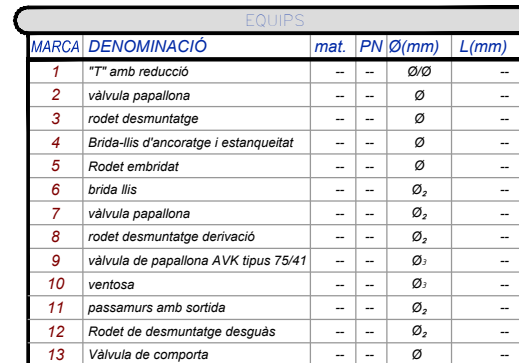 EQUIPS
MARCA DENOMINACIÓ mat. PN Ø(mm) L(mm)
1 "T" amb reducció -- -- Ø/Ø --
2 vàlvula papallona -- -- Ø --
3 rodet desmuntatge -- -- Ø --
4 Brida-llis d'ancoratge i estanqueitat -- -- Ø --
5 Rodet embridat -- -- Ø --
6 brida llis -- -- Ø₂ --
7 vàlvula papallona -- -- Ø₂ --
8 rodet desmuntatge derivació -- -- Ø₂ --
9 vàlvula de papallona AVK tipus 75/41 -- -- Ø₃ --
10 ventosa -- -- Ø₃ --
11 passamurs amb sortida -- -- Ø₂ --
12 Rodet de desmuntatge desguàs -- -- Ø₂ --
13 Vàlvula de comporta -- -- Ø --